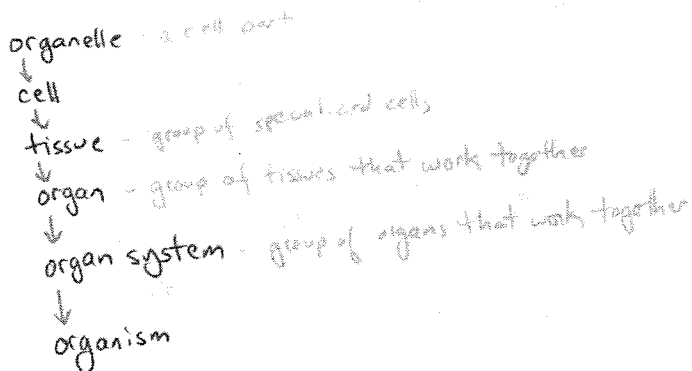 organelle - a cell part
cell
tissue - group of specialized cells
organ - group of tissues that work together
organ system - group of organs that work together
organism